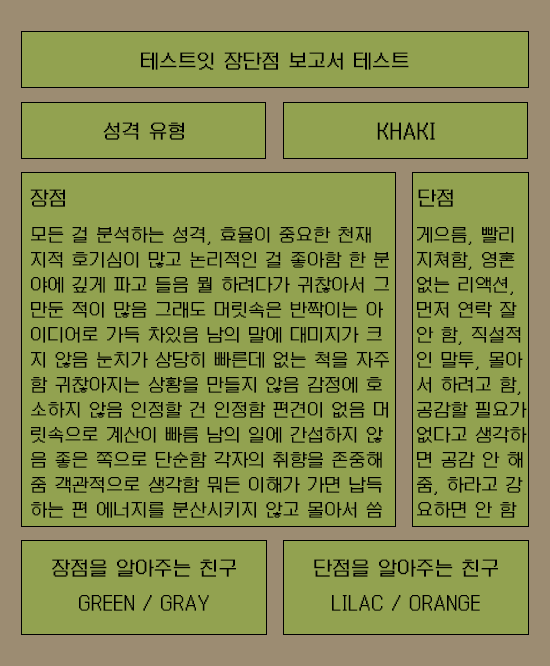 테스트잇 장단점 보고서 테스트
성격 유형
KHAKI
장점
모든 걸 분석하는 성격, 효율이 중요한 천재
지적 호기심이 많고 논리적인 걸 좋아함 한 분
야에 깊게 파고 들음 뭘 하려다가 귀찮아서 그
만둔 적이 많음 그래도 머릿속은 반짝이는 아
이디어로 가득 차있음 남의 말에 대미지가 크
지 않음 눈치가 상당히 빠른데 없는 척을 자주
함 귀찮아지는 상황을 만들지 않음 감정에 호
소하지 않음 인정할 건 인정함 편견이 없음 머
릿속으로 계산이 빠름 남의 일에 간섭하지 않
음 좋은 쪽으로 단순함 각자의 취향을 존중해
줌 객관적으로 생각함 뭐든 이해가 가면 납득
하는 편 에너지를 분산시키지 않고 몰아서 씀
단점
게으름, 빨리
지쳐함, 영혼
없는 리액션,
먼저 연락 잘
안 함, 직설적
인 말투, 몰아
서 하려고 함,
공감할 필요가
없다고 생각하
면 공감 안 해
줌, 하라고 강
요하면 안 함
장점을 알아주는 친구
GREEN / GRAY
단점을 알아주는 친구
LILAC / ORANGE